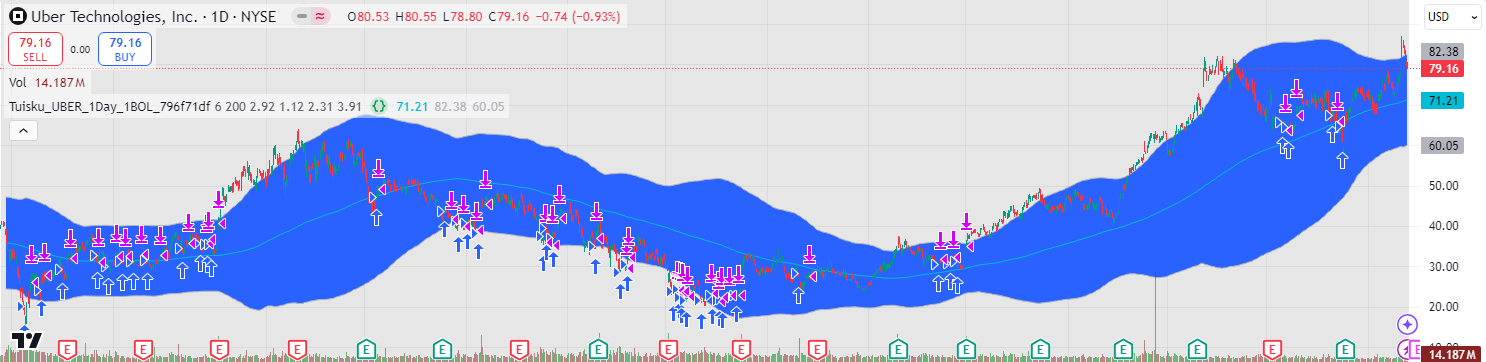 Uber Technologies, Inc. · 1D · NYSE O80.53 H80.55 L78.80 C79.16 −0.74 (−0.93%)
USD
79.16
SELL
0.00
79.16
BUY
Vol 14.187M
Tuisku_UBER_1Day_1BOL_796f71df 6 200 2.92 1.12 2.31 3.91 {} 71.21 82.38 60.05
82.38
79.16
71.21
60.05
50.00
40.00
30.00
20.00
14.187M
E E E E E E E E E E E E E E E E E E E